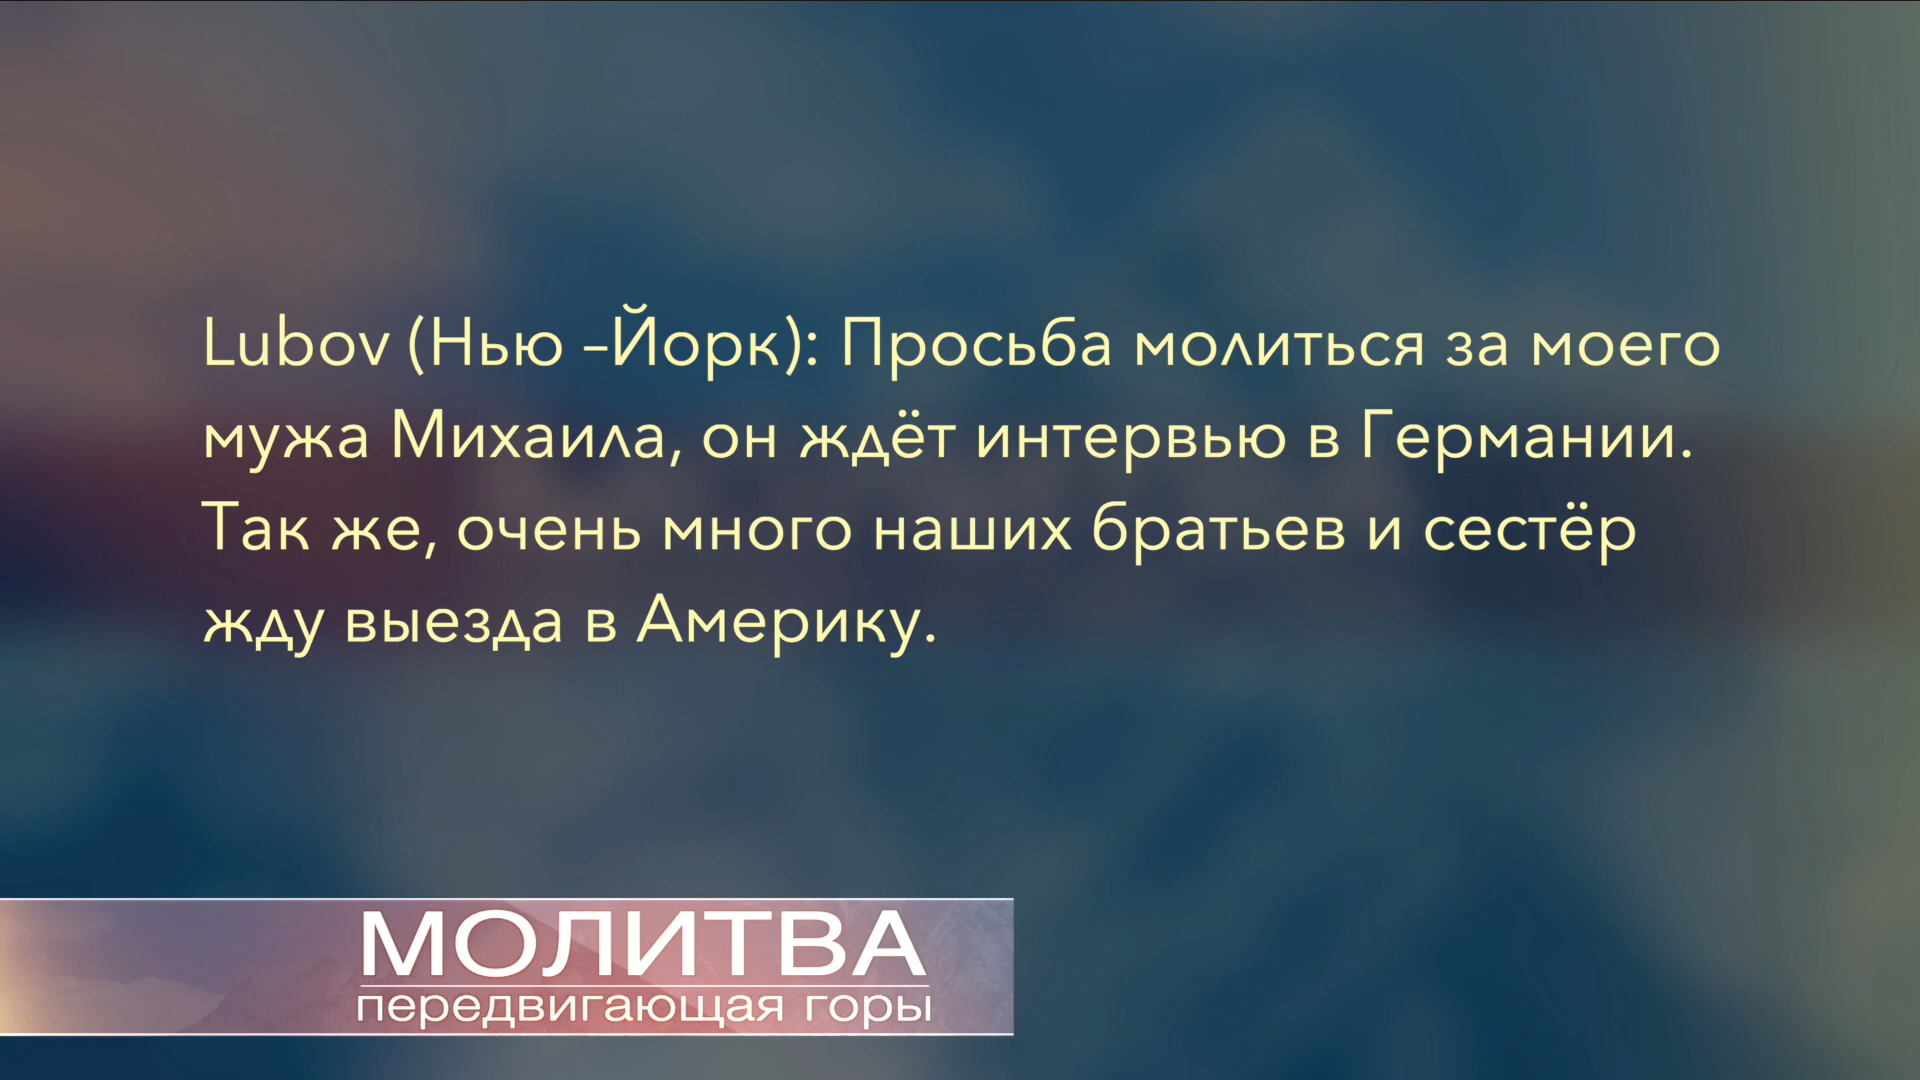 Lubov (Нью –Йорк): Просьба молиться за моего
мужа Михаила, он ждёт интервью в Германии.
Так же, очень много наших братьев и сестёр
жду выезда в Америку.
МОЛИТВА
передвигающая горы